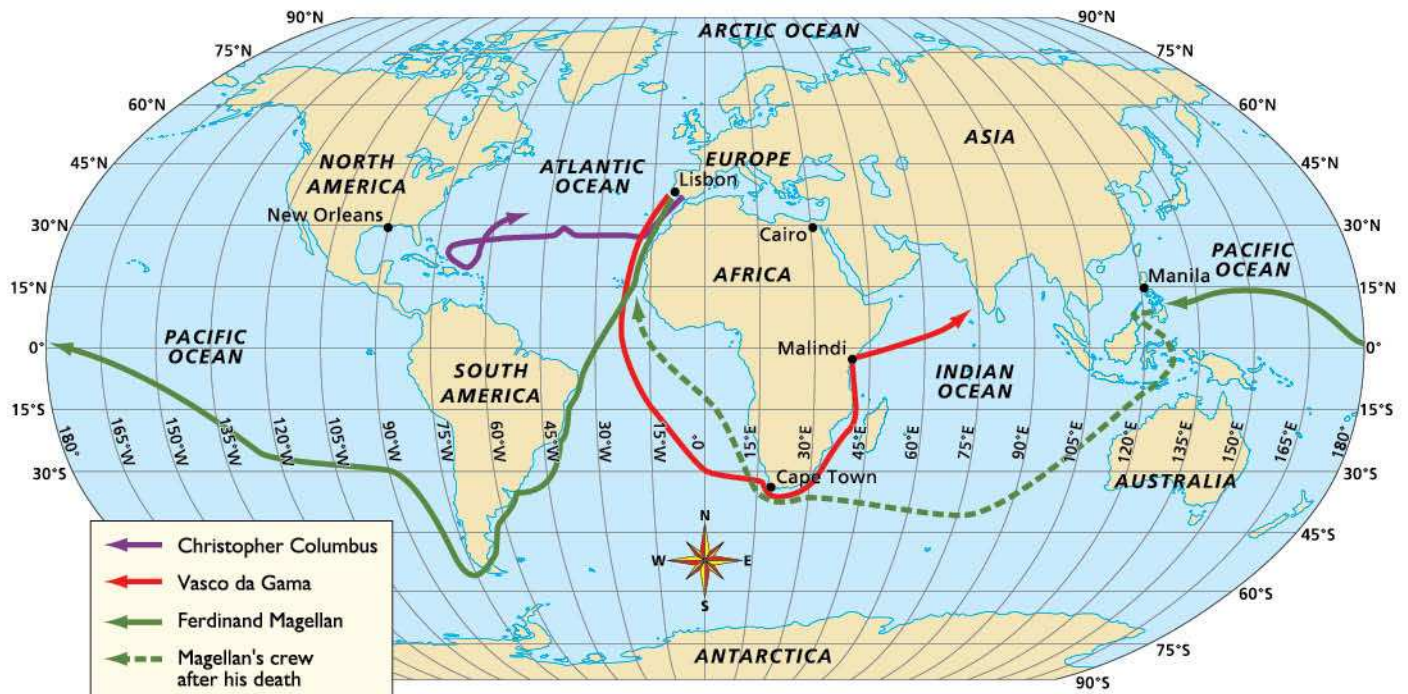 90°N
90°N
ARCTIC OCEAN
75°N
75°N
60°N
60°N
ASIA
45°N
NORTH
AMERICA
ATLANTIC
OCEAN
EUROPE
45°N
Lisbon
New Orleans
30°N
30°N
Cairo
PACIFIC
OCEAN
AFRICA
Manila
15°N
15°N
PACIFIC
OCEAN
0°
0°
Malindi
SOUTH
AMERICA
INDIAN
OCEAN
15°S
15°S
180°
165°W
150°W
135°W
120°W
105°W
90°W
75°W
60°W
45°W
30°W
15°W
0°
15°E
30°E
45°E
60°E
75°E
90°E
105°E
120°E
135°E
150°E
165°E
180°
30°S
30°S
Cape Town
AUSTRALIA
45°S
N
W E
S
Christopher Columbus
Vasco da Gama
Ferdinand Magellan
Magellan's crew
after his death
60°S
ANTARCTICA
75°S
90°S